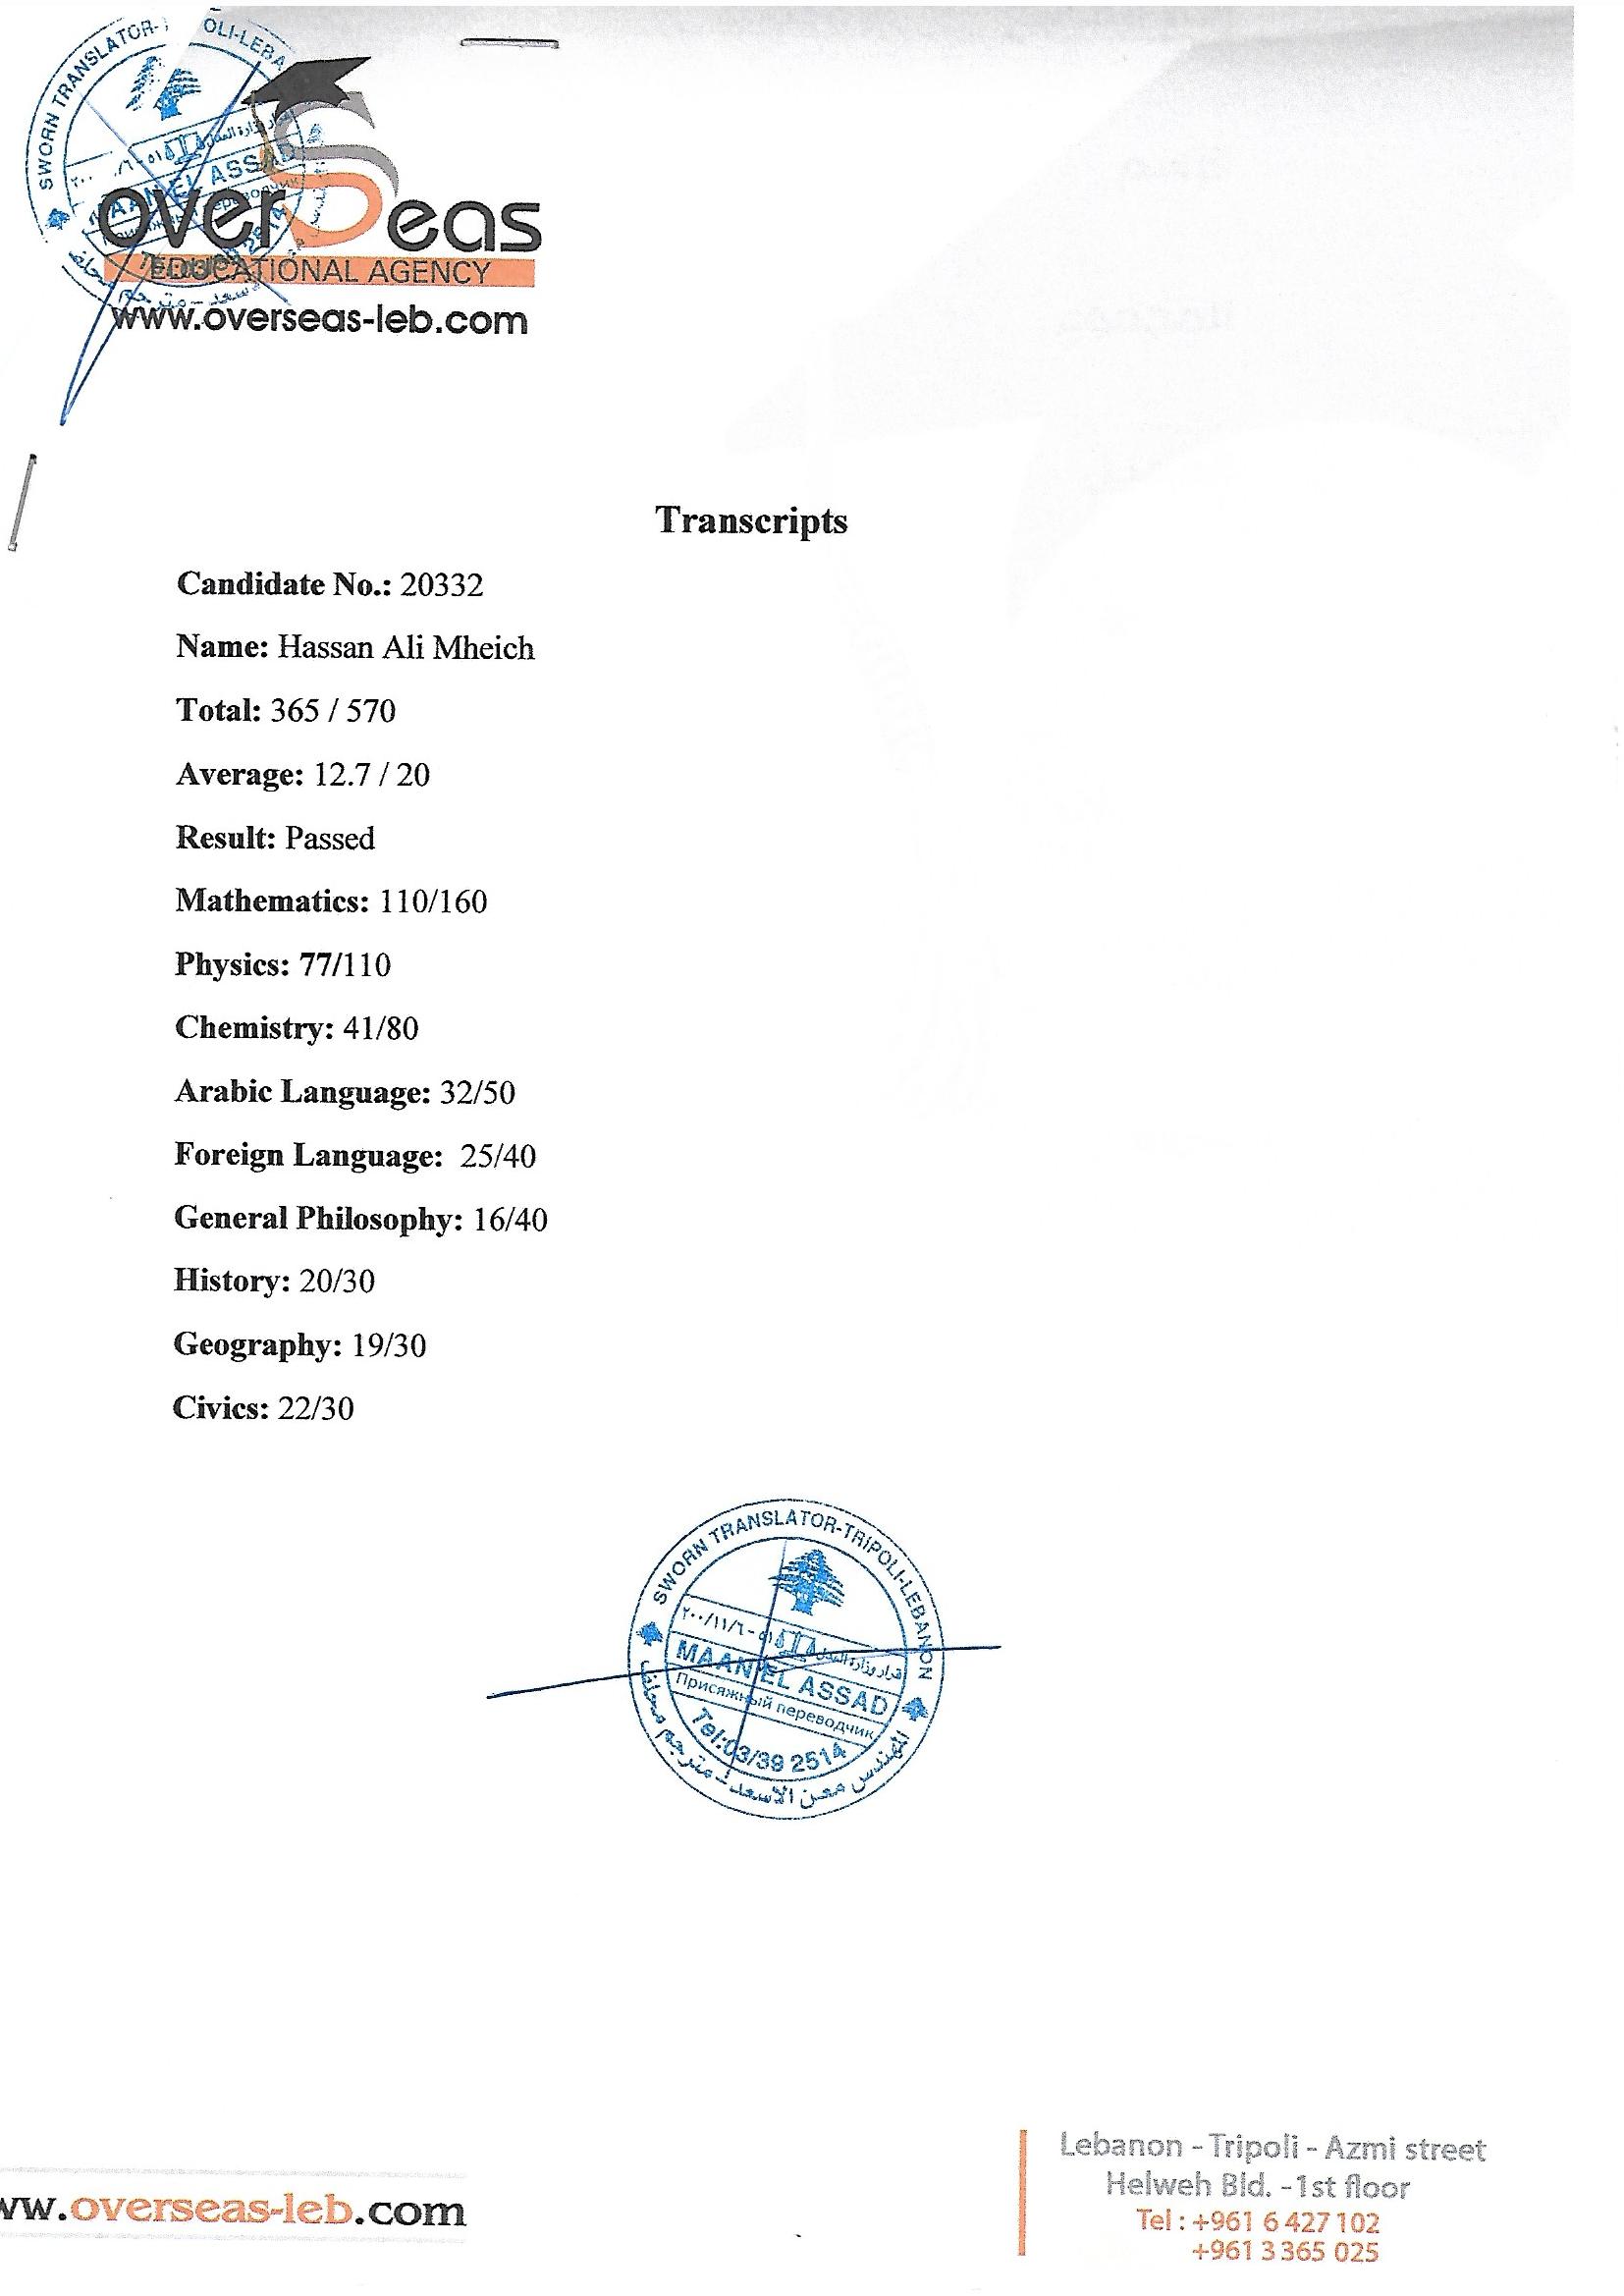 SWORN TRANSLATOR-
OLI-LEBA
MAAN EL ASSAD
overSeas
EDUCATIONAL AGENCY
www.overseas-leb.com
Transcripts
Candidate No.: 20332
Name: Hassan Ali Mheich
Total: 365 / 570
Average: 12.7 / 20
Result: Passed
Mathematics: 110/160
Physics: 77/110
Chemistry: 41/80
Arabic Language: 32/50
Foreign Language: 25/40
General Philosophy: 16/40
History: 20/30
Geography: 19/30
Civics: 22/30
SWORN TRANSLATOR-TRIPOLI-LEBANON
قرار وزارة العدل
MAAN EL ASSAD
Присяжный переводчик
Tel:03/39 2514
المهندس معن الأسعد - مترجم محلف
Lebanon - Tripoli - Azmi street
Helweh Bld. - 1st floor
Tel : +961 6 427 102
+961 3 365 025
ww.overseas-leb.com